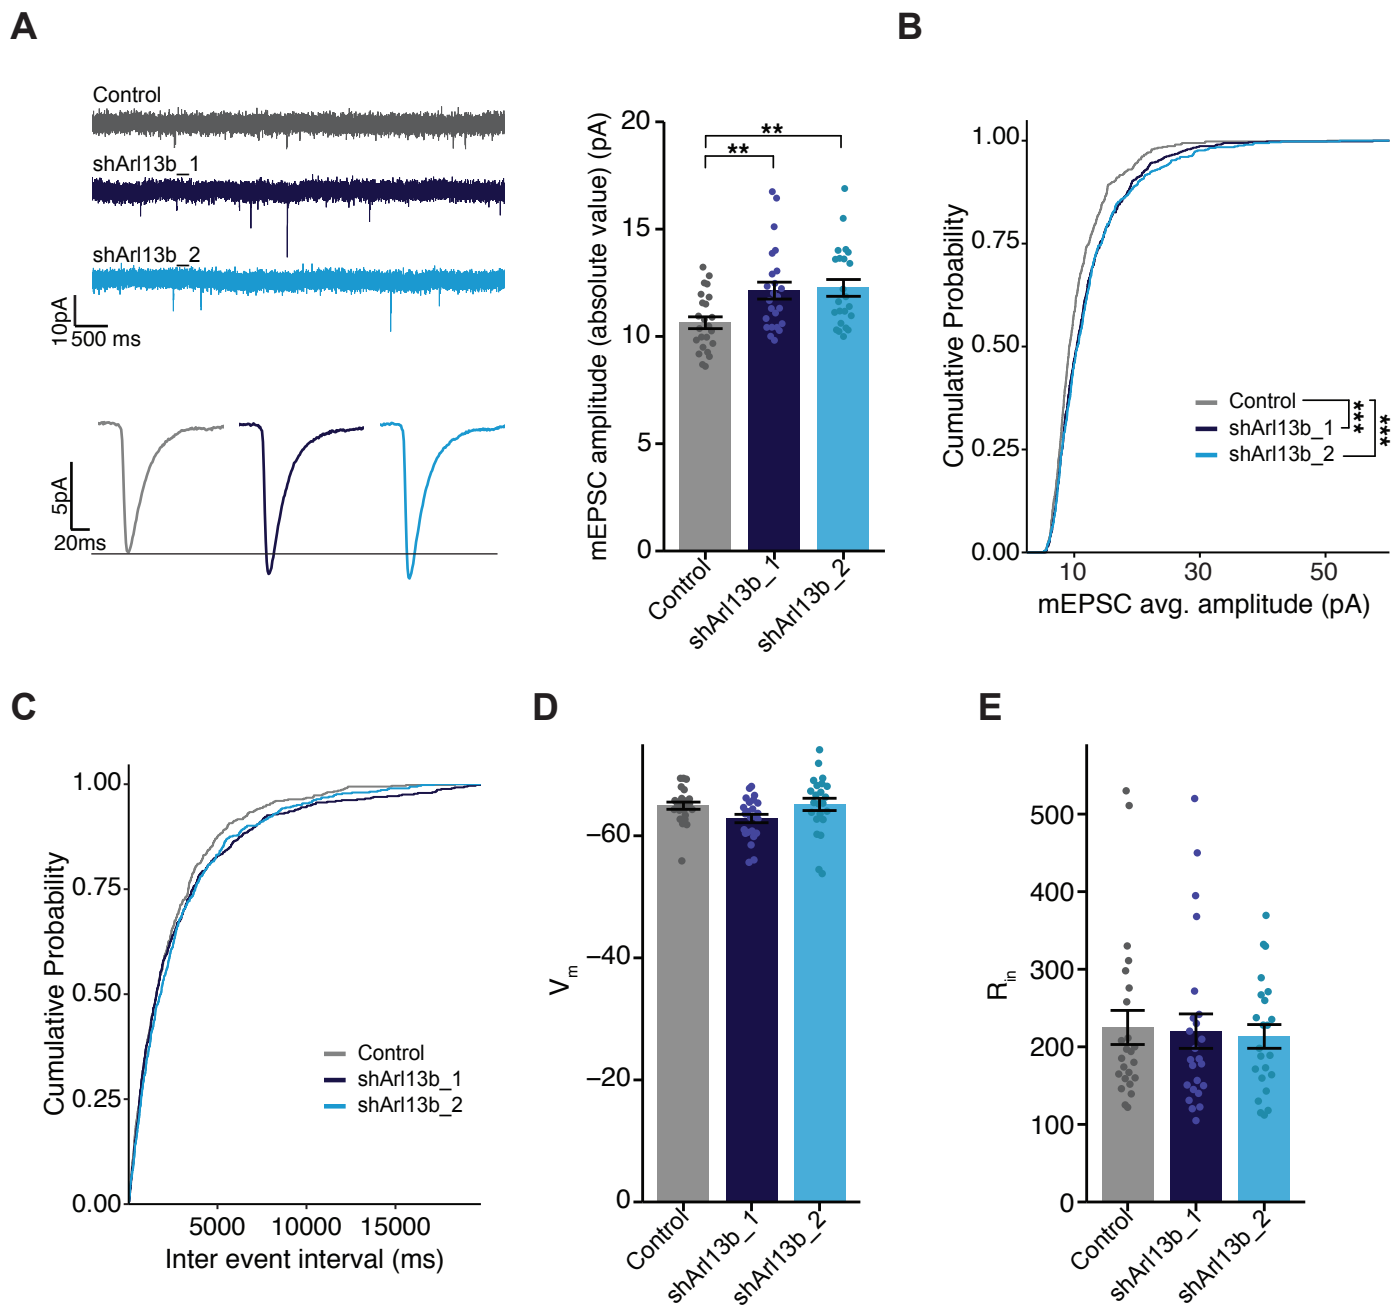 A
Control
shArl13b_1
shArl13b_2
10pA
500 ms
5pA
20ms
mEPSC amplitude (absolute value) (pA)
20
15
10
5
0
**
**
Control
shArl13b_1
shArl13b_2
B
Cumulative Probability
1.00
0.75
0.50
0.25
0.00
10
30
50
mEPSC avg. amplitude (pA)
Control
shArl13b_1
shArl13b_2
***
***
C
Cumulative Probability
1.00
0.75
0.50
0.25
0.00
5000
10000
15000
Inter event interval (ms)
Control
shArl13b_1
shArl13b_2
D
Vm
−60
−40
−20
0
Control
shArl13b_1
shArl13b_2
E
Rin
500
400
300
200
100
0
Control
shArl13b_1
shArl13b_2